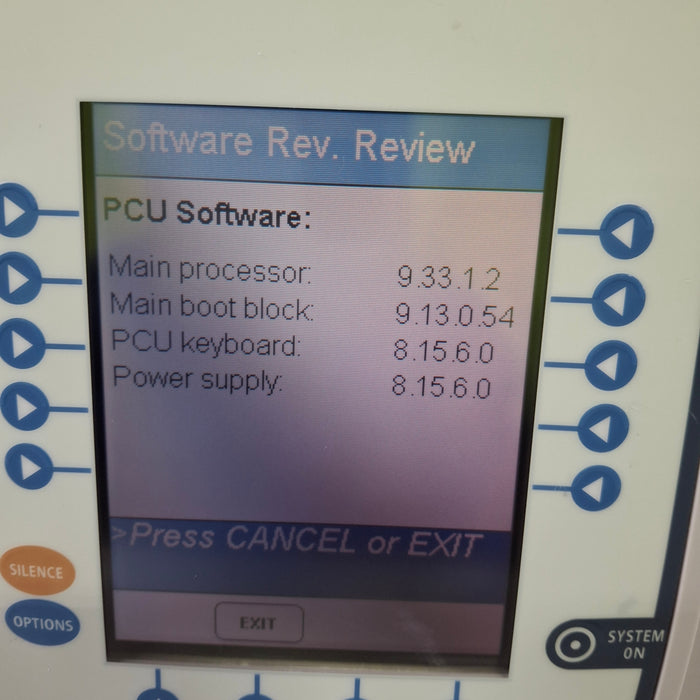 Software Rev. Review
PCU Software:
Main processor: 9.33.1.2
Main boot block: 9.13.0.54
PCU keyboard: 8.15.6.0
Power supply: 8.15.6.0
>Press CANCEL or EXIT
EXIT
SILENCE
OPTIONS
SYSTEM
ON